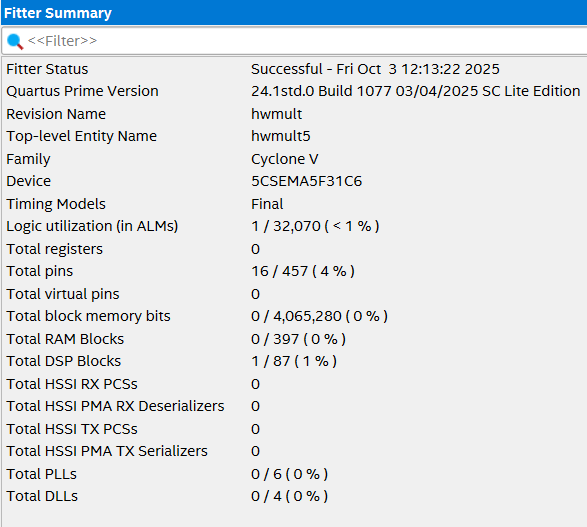 Fitter Summary
<<Filter>>
Fitter Status Successful - Fri Oct 3 12:13:22 2025
Quartus Prime Version 24.1std.0 Build 1077 03/04/2025 SC Lite Edition
Revision Name hwmult
Top-level Entity Name hwmult5
Family Cyclone V
Device 5CSEMA5F31C6
Timing Models Final
Logic utilization (in ALMs) 1 / 32,070 ( < 1 % )
Total registers 0
Total pins 16 / 457 ( 4 % )
Total virtual pins 0
Total block memory bits 0 / 4,065,280 ( 0 % )
Total RAM Blocks 0 / 397 ( 0 % )
Total DSP Blocks 1 / 87 ( 1 % )
Total HSSI RX PCSs 0
Total HSSI PMA RX Deserializers 0
Total HSSI TX PCSs 0
Total HSSI PMA TX Serializers 0
Total PLLs 0 / 6 ( 0 % )
Total DLLs 0 / 4 ( 0 % )